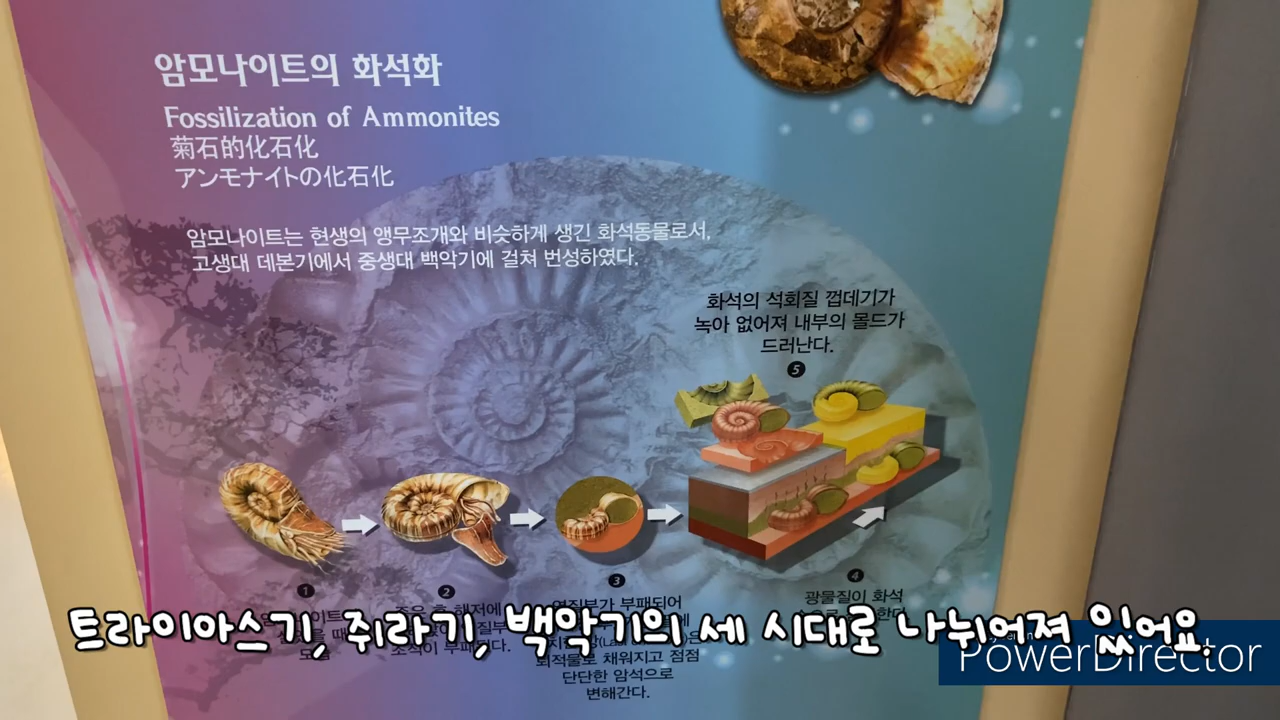 암모나이트의 화석화
Fossilization of Ammonites
菊石的化石化
アンモナイトの化石化
암모나이트는 현생의 앵무조개와 비슷하게 생긴 화석동물로서,
고생대 데본기에서 중생대 백악기에 걸쳐 번성하였다.
화석의 석회질 껍데기가
녹아 없어져 내부의 몰드가
드러난다.
5
1
2
3
부패되어
퇴적물로 채워지고 점점
단단한 암석으로
변해간다.
4
광물질이 화석
트라이아스기, 쥐라기, 백악기의 세 시대로 나뉘어져 있어요.
PowerDirector